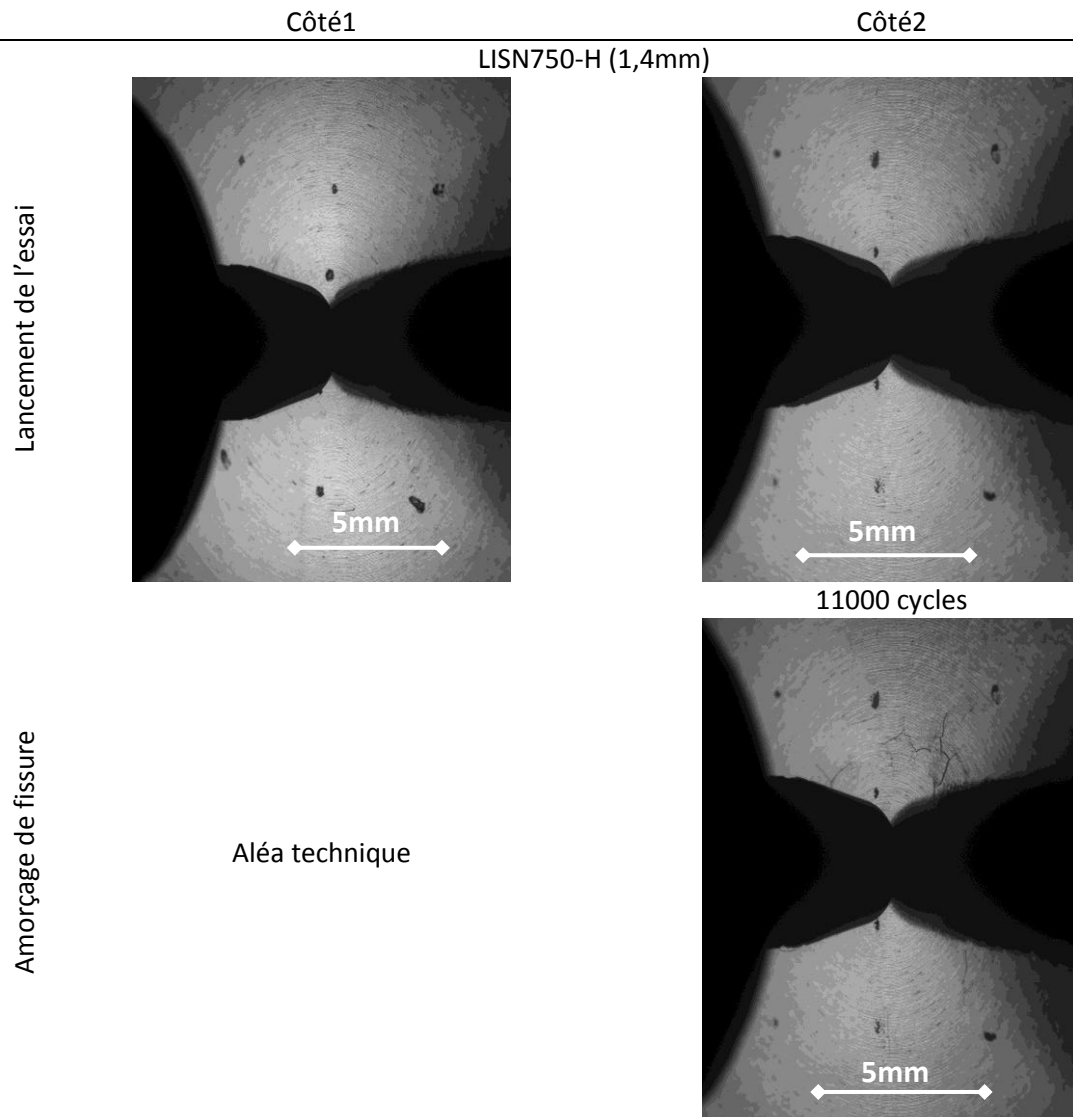 Côté1
Côté2
LISN750-H (1,4mm)
Lancement de l'essai
5mm
5mm
11000 cycles
Amorçage de fissure
Aléa technique
5mm